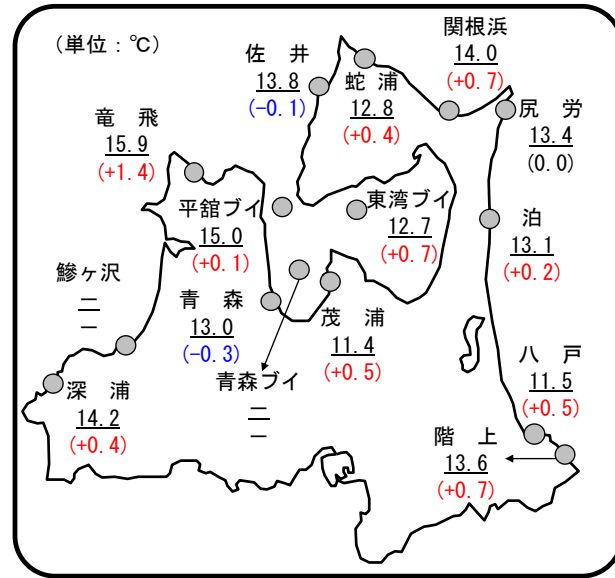 (単位：℃)
関根浜
14.0
(+0.7)
佐 井
13.8
(-0.1)
蛇 浦
12.8
(+0.4)
尻 労
13.4
(0.0)
竜 飛
15.9
(+1.4)
平舘ブイ
15.0
(+0.1)
東湾ブイ
12.7
(+0.7)
泊
13.1
(+0.2)
鰺ヶ沢
―
―
青 森
13.0
(-0.3)
茂 浦
11.4
(+0.5)
青森ブイ
―
―
八 戸
11.5
(+0.5)
深 浦
14.2
(+0.4)
階 上
13.6
(+0.7)